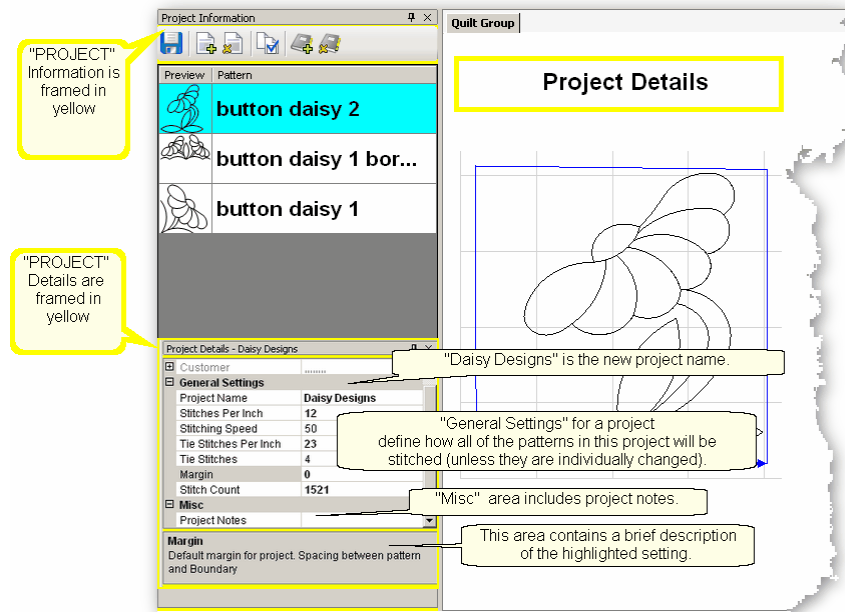 Project Information
Quilt Group
"PROJECT"
Information is
framed in
yellow
Preview Pattern
button daisy 2
button daisy 1 bor...
button daisy 1
Project Details
"PROJECT"
Details are
framed in
yellow
Project Details - Daisy Designs
Customer ........
General Settings
Project Name Daisy Designs
Stitches Per Inch 12
Stitching Speed 50
Tie Stitches Per Inch 23
Tie Stitches 4
Margin 0
Stitch Count 1521
Misc
Project Notes
Margin
Default margin for project. Spacing between pattern
and Boundary
"Daisy Designs" is the new project name.
"General Settings" for a project
define how all of the patterns in this project will be
stitched (unless they are individually changed).
"Misc" area includes project notes.
This area contains a brief description
of the highlighted setting.